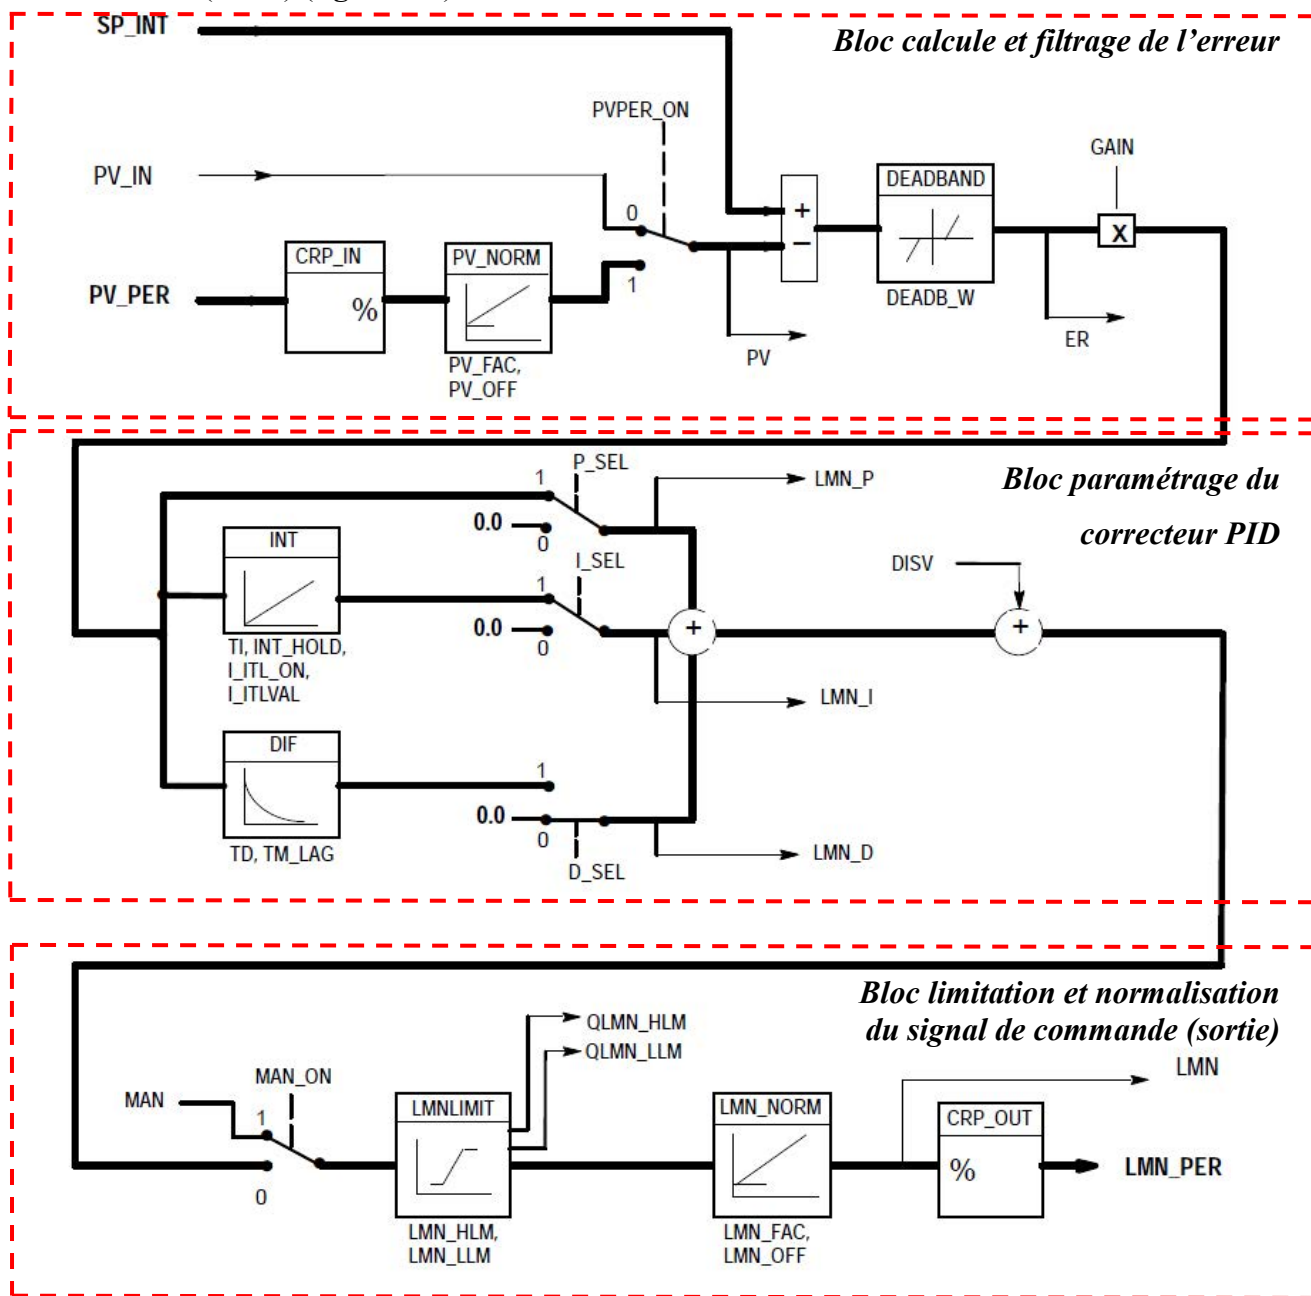 SP_INT
Bloc calcule et filtrage de l'erreur
PVPER_ON
GAIN
PV_IN
DEADBAND
0
+
X
CRP_IN
PV_NORM
−
PV_PER
%
1
DEADB_W
PV_FAC,
PV_OFF
PV
ER
P_SEL
1
LMN_P
Bloc paramétrage du
0.0
0
correcteur PID
INT
I_SEL
DISV
1
0.0
+
+
0
TI, INT_HOLD,
I_ITL_ON,
I_ITLVAL
LMN_I
DIF
1
0.0
0
TD, TM_LAG
D_SEL
LMN_D
Bloc limitation et normalisation
du signal de commande (sortie)
QLMN_HLM
QLMN_LLM
LMN
MAN_ON
MAN
1
LMNLIMIT
LMN_NORM
CRP_OUT
%
LMN_PER
0
LMN_HLM,
LMN_LLM
LMN_FAC,
LMN_OFF